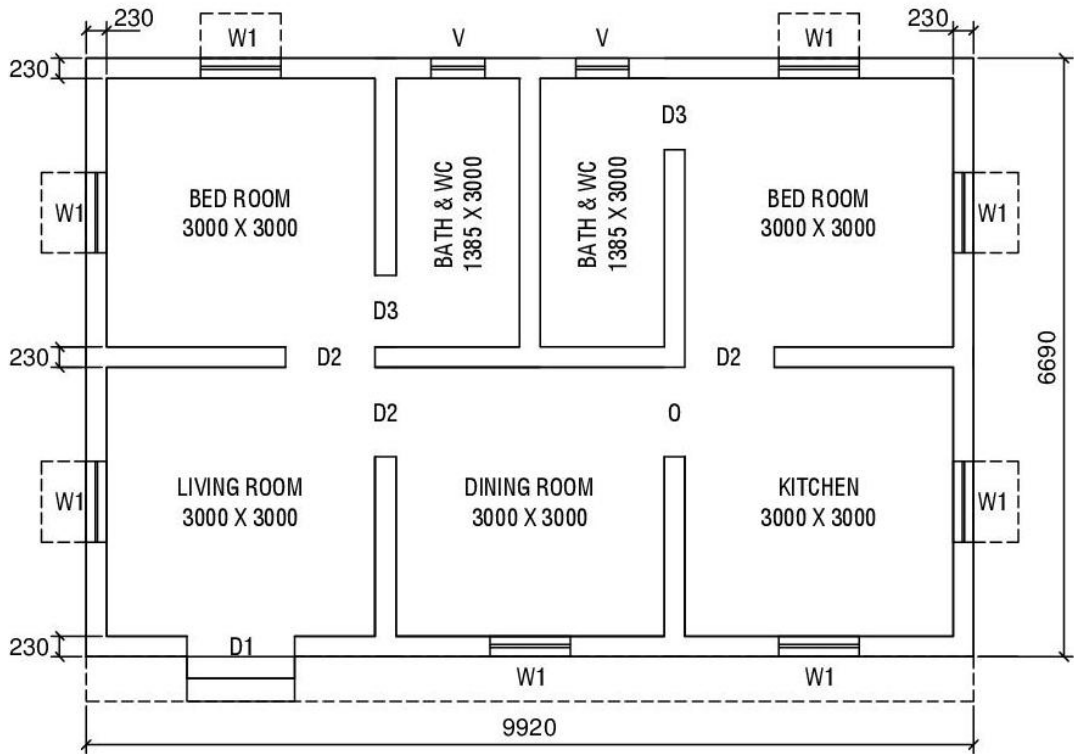 230
230
W1
V
V
W1
230
D3
BED ROOM
3000 X 3000
BATH & WC
1385 X 3000
BATH & WC
1385 X 3000
BED ROOM
3000 X 3000
W1
W1
D3
230
D2
D2
6690
D2
O
LIVING ROOM
3000 X 3000
DINING ROOM
3000 X 3000
KITCHEN
3000 X 3000
W1
W1
230
D1
W1
W1
9920